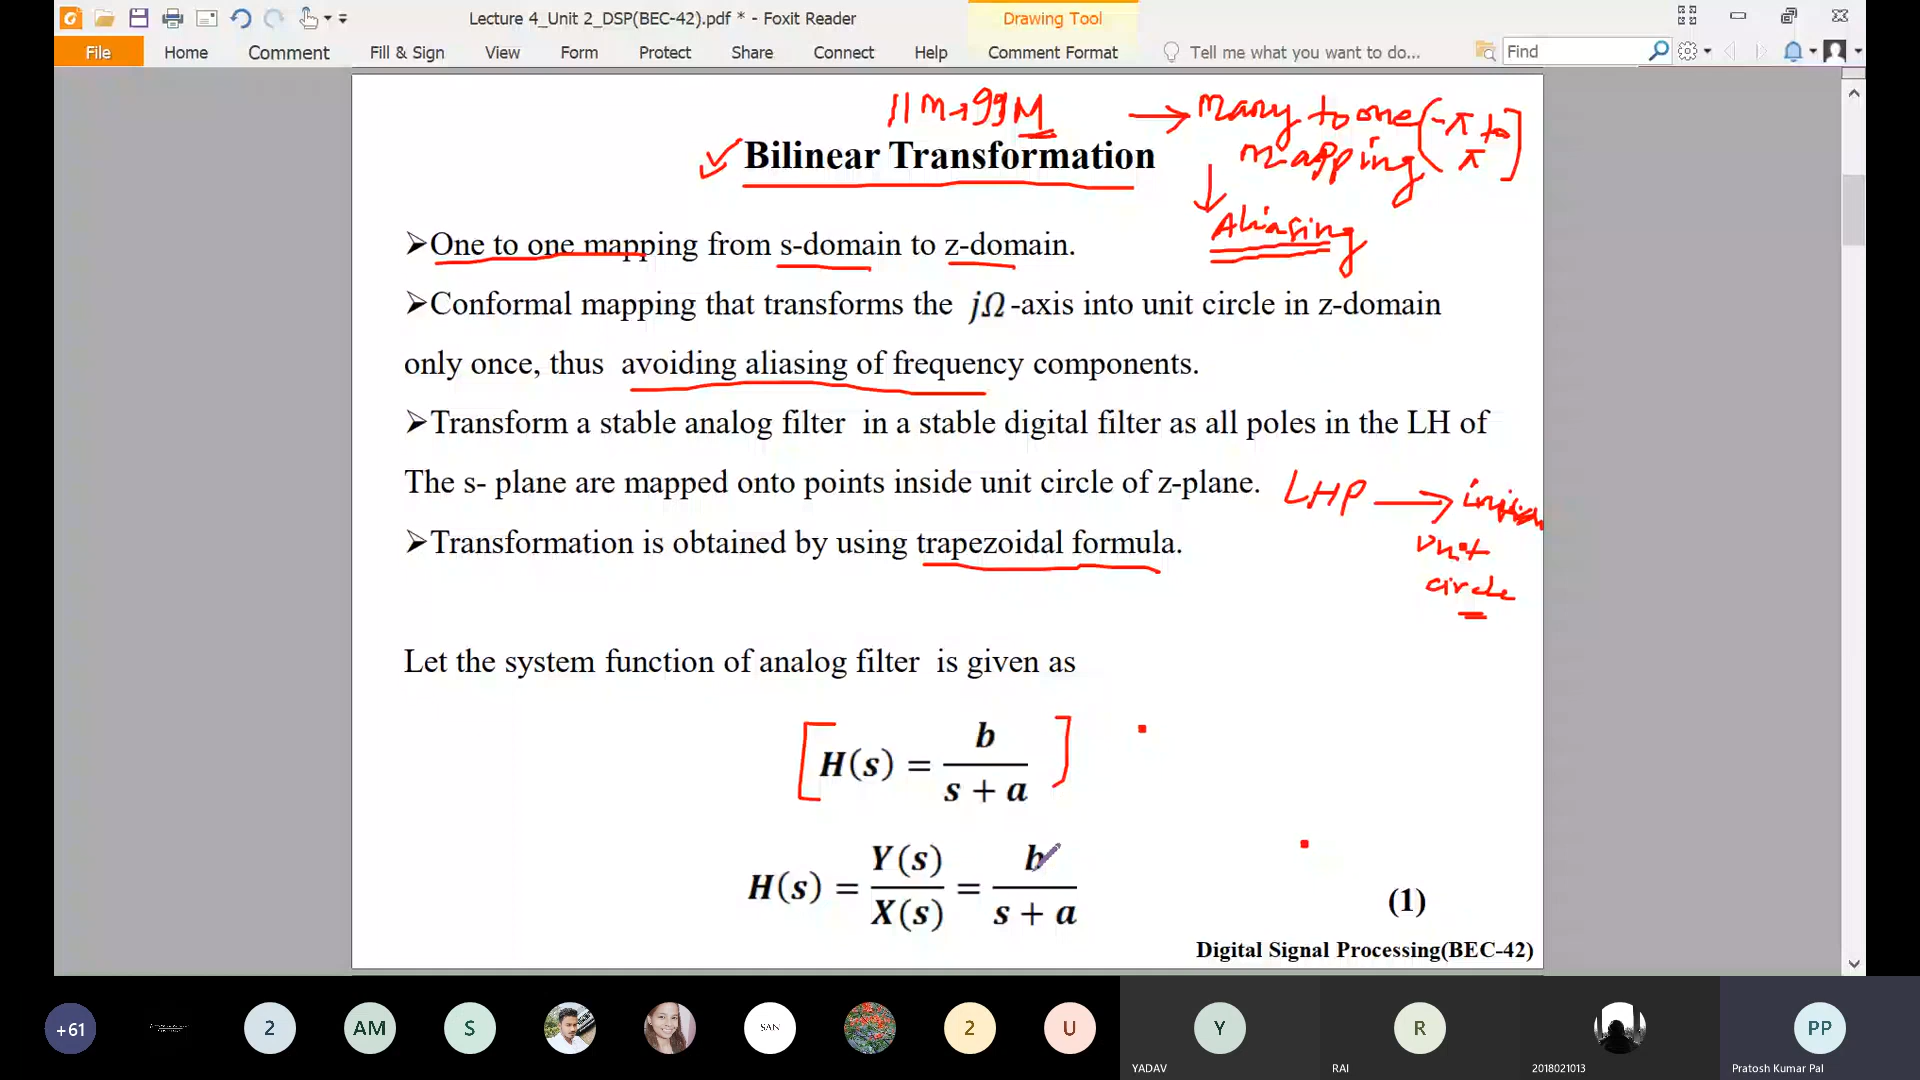 Lecture 4_Unit 2_DSP(BEC-42).pdf * - Foxit Reader
Drawing Tool
File
Home
Comment
Fill & Sign
View
Form
Protect
Share
Connect
Help
Comment Format
Tell me what you want to do...
Find
→ many to one (-π to
Bilinear Transformation
mapping π]
Aliasing
➢One to one mapping from s-domain to z-domain.
➢Conformal mapping that transforms the jΩ-axis into unit circle in z-domain
only once, thus avoiding aliasing of frequency components.
➢Transform a stable analog filter in a stable digital filter as all poles in the LH of
The s- plane are mapped onto points inside unit circle of z-plane.
LHP →
unit
circle
➢Transformation is obtained by using trapezoidal formula.
Let the system function of analog filter is given as
[H(s) = b / s + a]
H(s) = Y(s) / X(s) = b / s + a
(1)
Digital Signal Processing(BEC-42)
+61
2
AM
S
SAN
2
U
Y
R
PP
YADAV
RAI
2018021013
Pratosh Kumar Pal